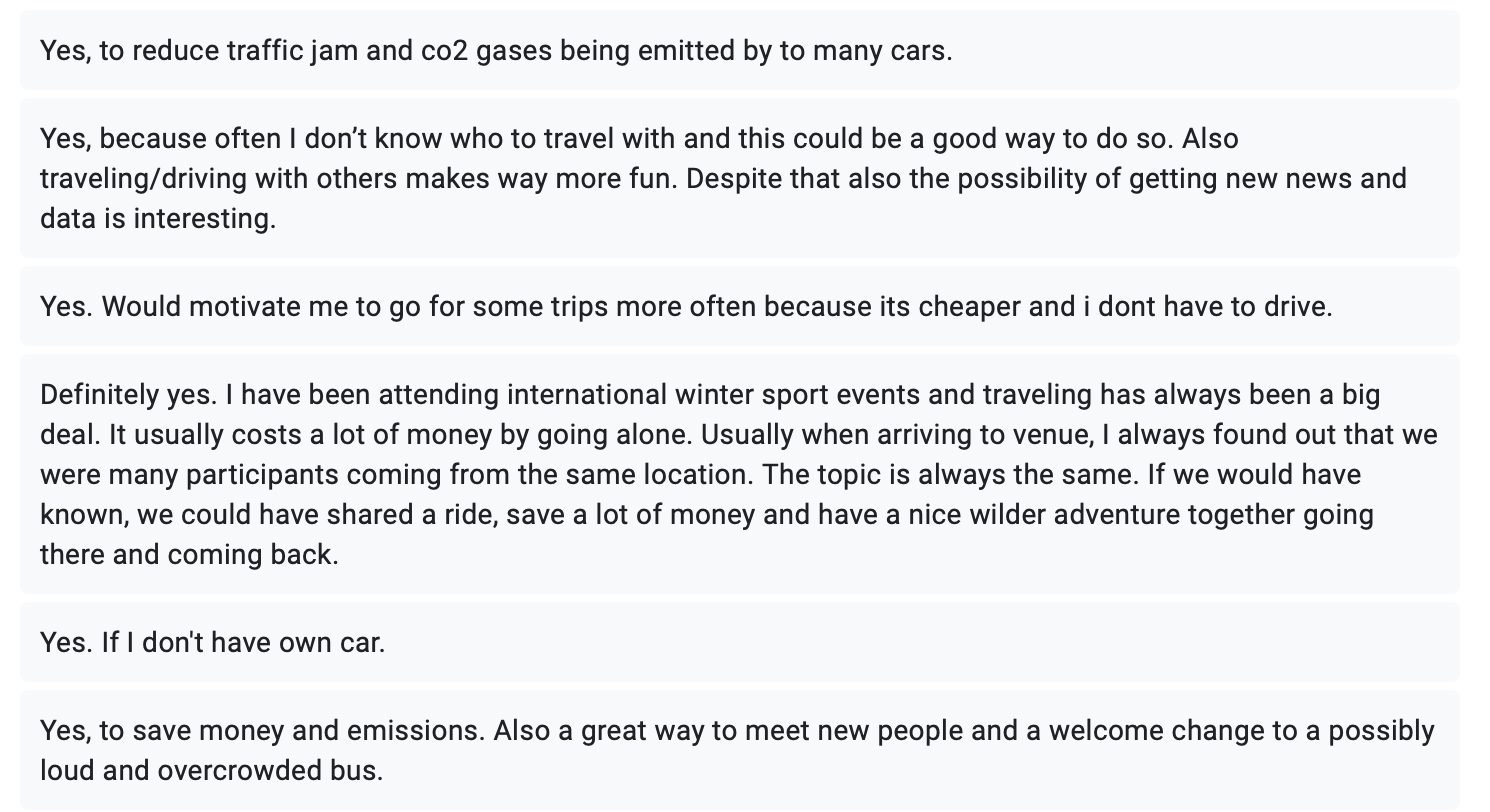 Yes, to reduce traffic jam and co2 gases being emitted by to many cars.
Yes, because often I don’t know who to travel with and this could be a good way to do so. Also
traveling/driving with others makes way more fun. Despite that also the possibility of getting new news and
data is interesting.
Yes. Would motivate me to go for some trips more often because its cheaper and i dont have to drive.
Definitely yes. I have been attending international winter sport events and traveling has always been a big
deal. It usually costs a lot of money by going alone. Usually when arriving to venue, I always found out that we
were many participants coming from the same location. The topic is always the same. If we would have
known, we could have shared a ride, save a lot of money and have a nice wilder adventure together going
there and coming back.
Yes. If I don't have own car.
Yes, to save money and emissions. Also a great way to meet new people and a welcome change to a possibly
loud and overcrowded bus.